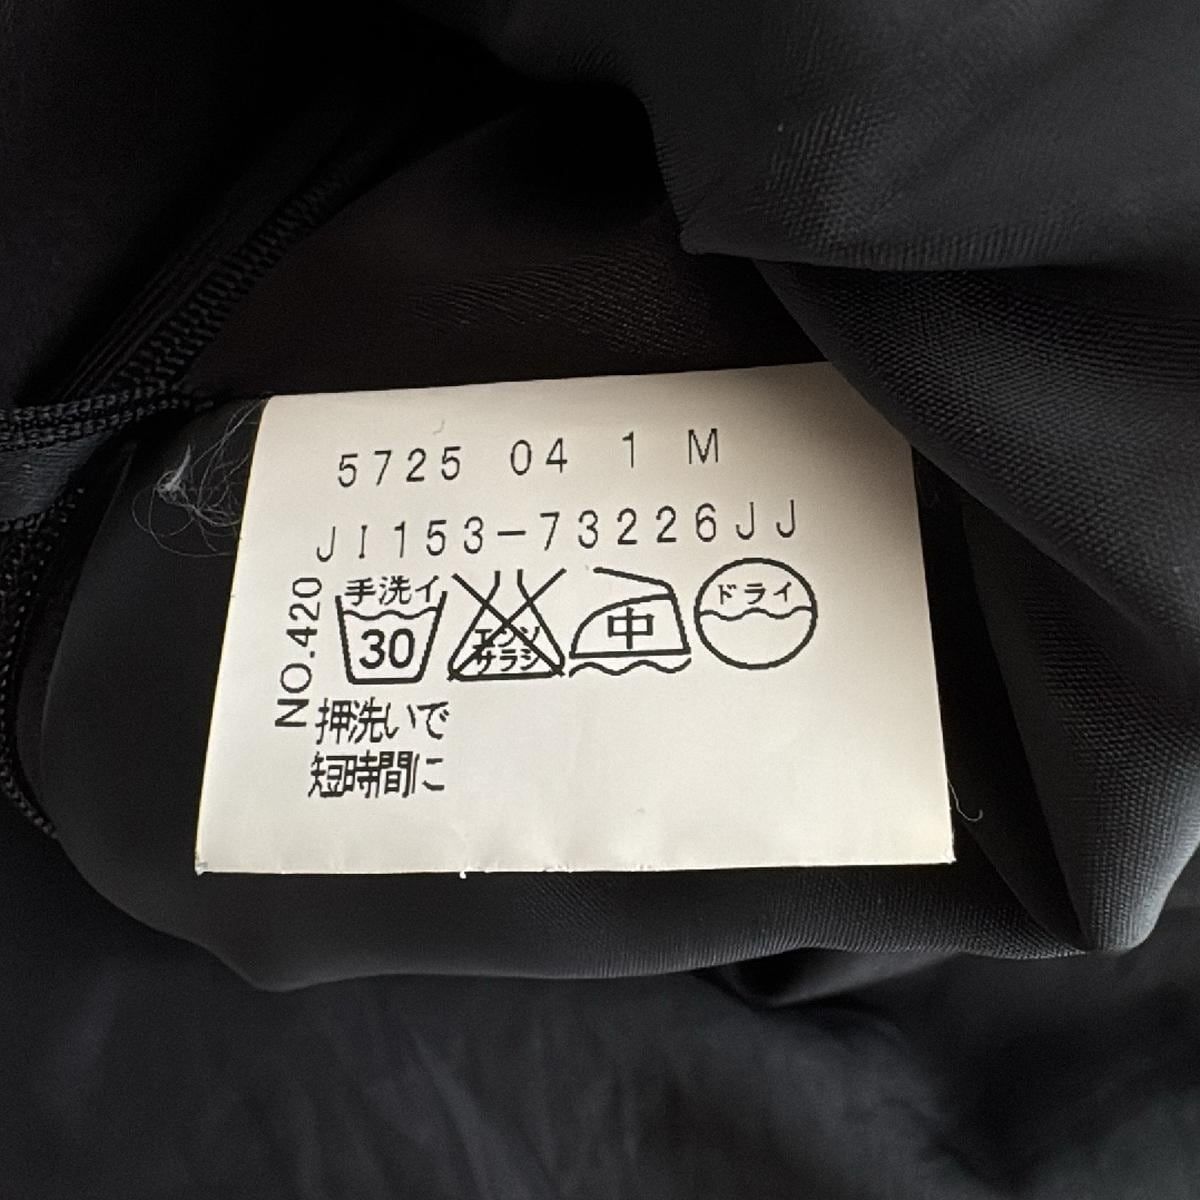 5725 04 1 M
JI153-73226JJ
NO.420
手洗イ
30
エンソ
サラシ
中
ドライ
押洗いで
短時間に